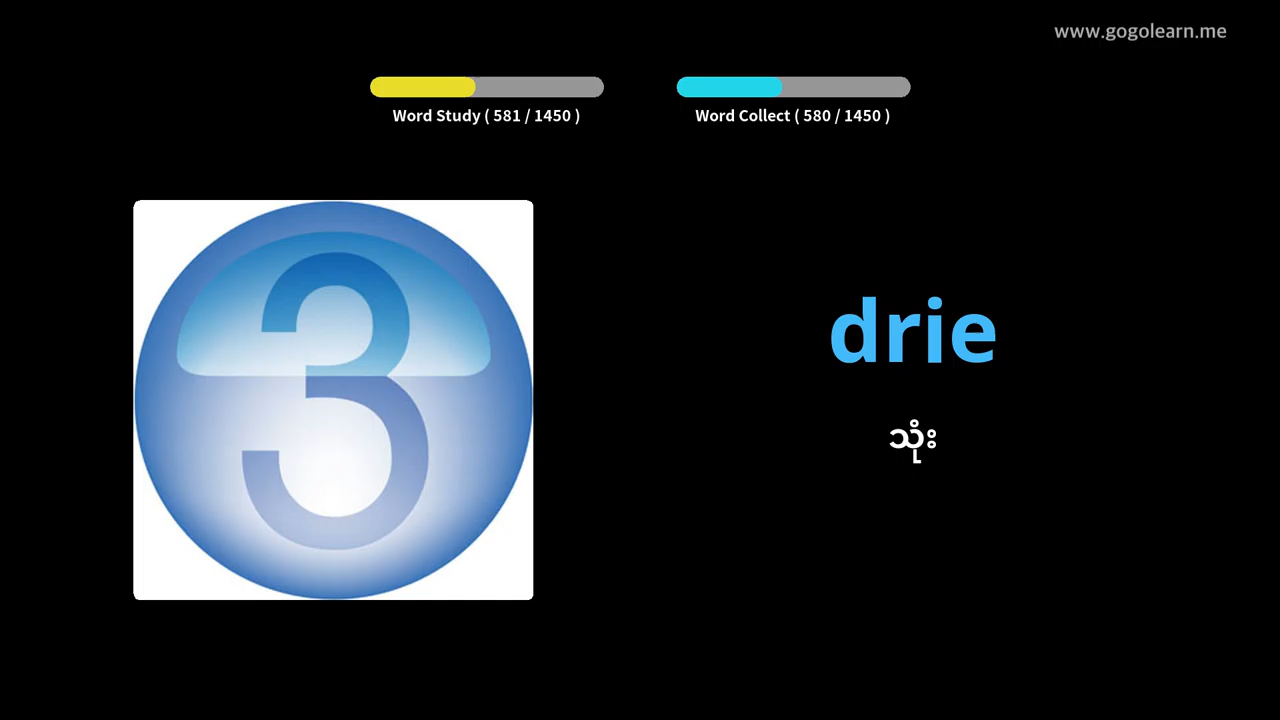 www.gogolearn.me
Word Study ( 581 / 1450 )
Word Collect ( 580 / 1450 )
3
drie
သုံး